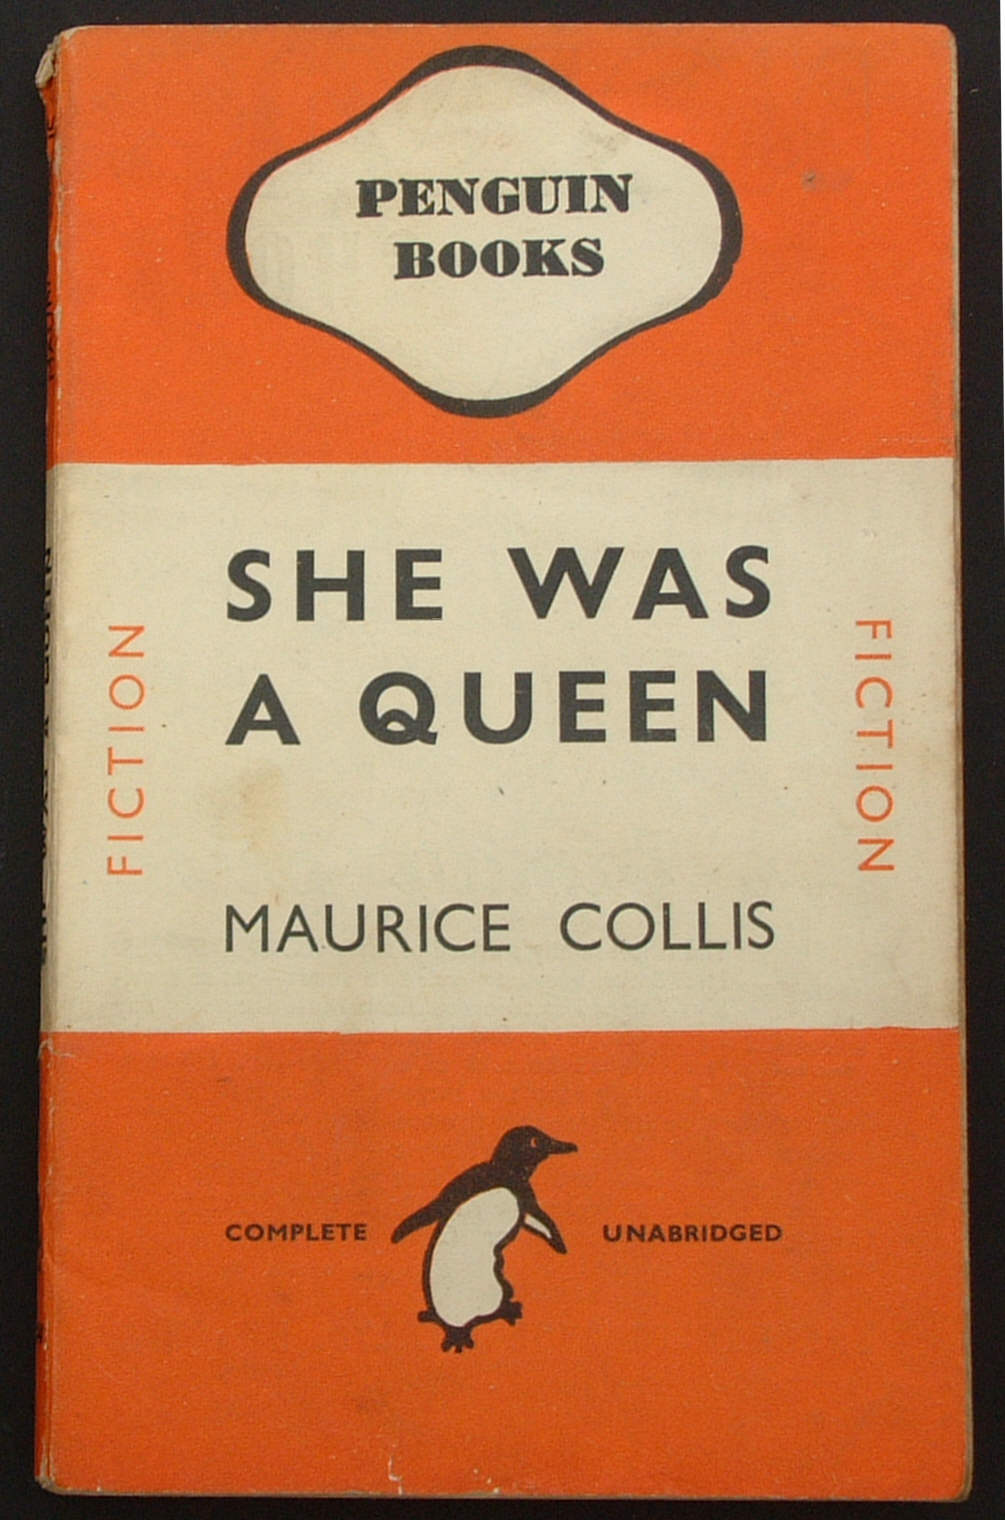 PENGUIN
BOOKS
SHE WAS
A QUEEN
FICTION
FICTION
MAURICE COLLIS
COMPLETE
UNABRIDGED